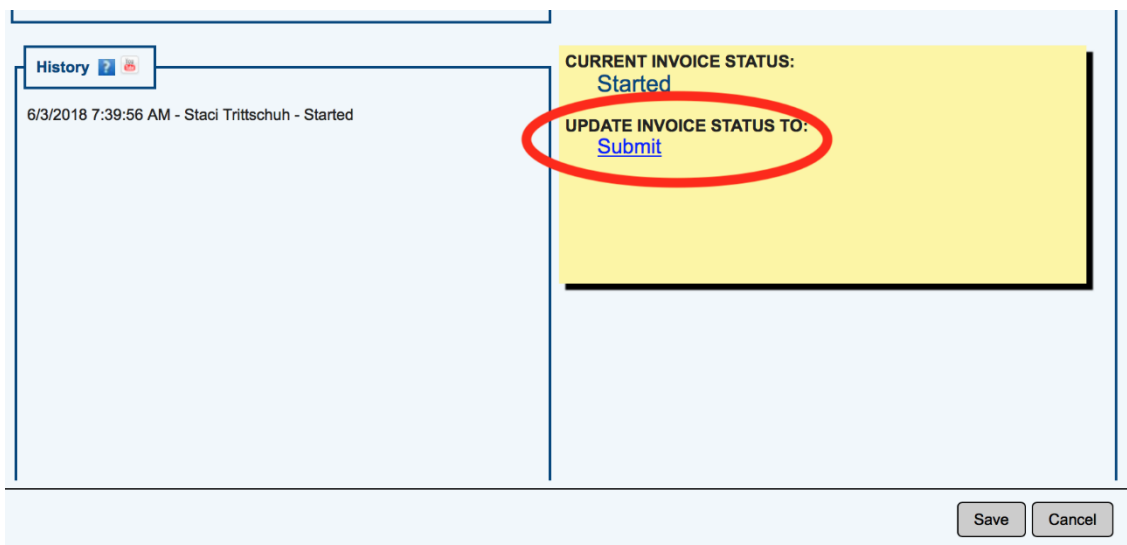 History ?
6/3/2018 7:39:56 AM - Staci Trittschuh - Started
CURRENT INVOICE STATUS:
Started
UPDATE INVOICE STATUS TO:
Submit
Save Cancel